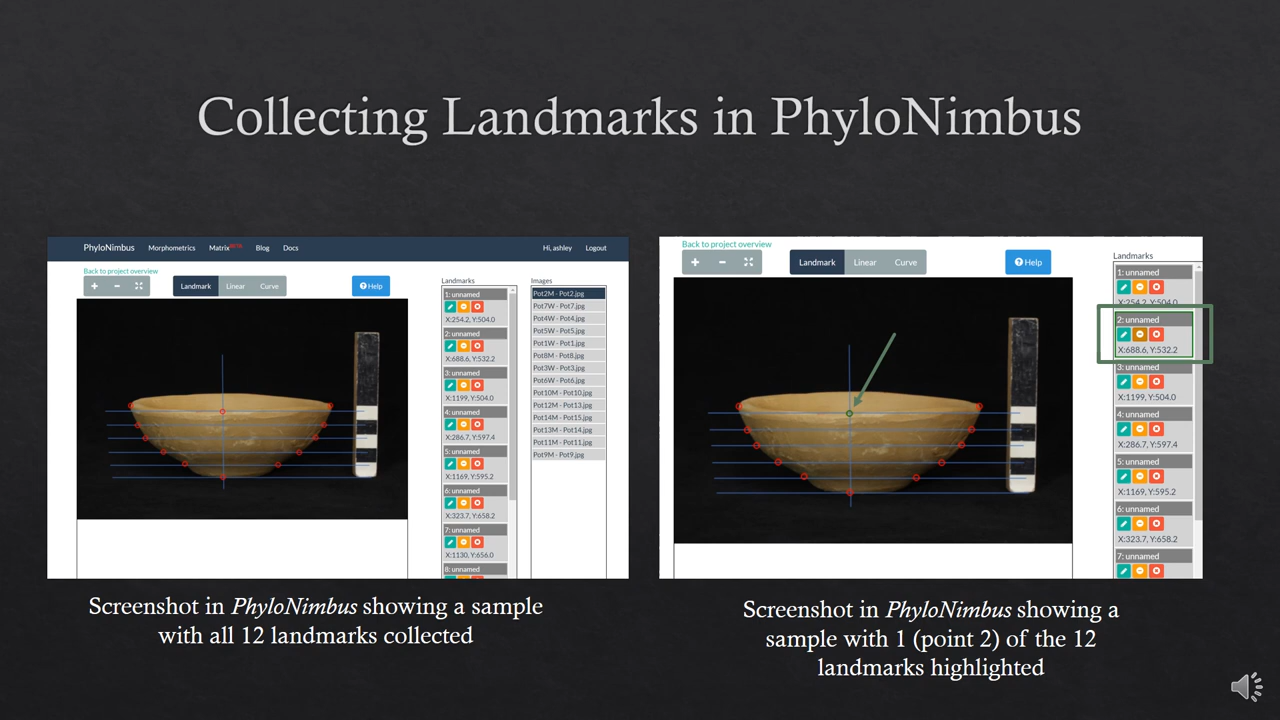 Collecting Landmarks in PhyloNimbus
PhyloNimbus Morphometrics Matrix BETA Blog Docs Hi, ashley Logout
Back to project overview
Landmark Linear Curve Help
Landmarks
1: unnamed
X:254.2, Y:504.0
2: unnamed
X:688.6, Y:532.2
3: unnamed
X:1199, Y:504.0
4: unnamed
X:286.7, Y:597.4
5: unnamed
X:1169, Y:595.2
6: unnamed
X:323.7, Y:658.2
7: unnamed
X:1130, Y:656.0
8: unnamed
Images
Pot2M - Pot2.jpg
Pot7W - Pot7.jpg
Pot4W - Pot4.jpg
Pot5W - Pot5.jpg
Pot1W - Pot1.jpg
Pot8M - Pot8.jpg
Pot3W - Pot3.jpg
Pot6W - Pot6.jpg
Pot10M - Pot10.jpg
Pot12M - Pot13.jpg
Pot14M - Pot15.jpg
Pot13M - Pot14.jpg
Pot11M - Pot11.jpg
Pot9M - Pot9.jpg
Screenshot in PhyloNimbus showing a sample
with all 12 landmarks collected
Back to project overview
Landmark Linear Curve Help
Landmarks
1: unnamed
X:254.2, Y:504.0
2: unnamed
X:688.6, Y:532.2
3: unnamed
X:1199, Y:504.0
4: unnamed
X:286.7, Y:597.4
5: unnamed
X:1169, Y:595.2
6: unnamed
X:323.7, Y:658.2
7: unnamed
Screenshot in PhyloNimbus showing a
sample with 1 (point 2) of the 12
landmarks highlighted